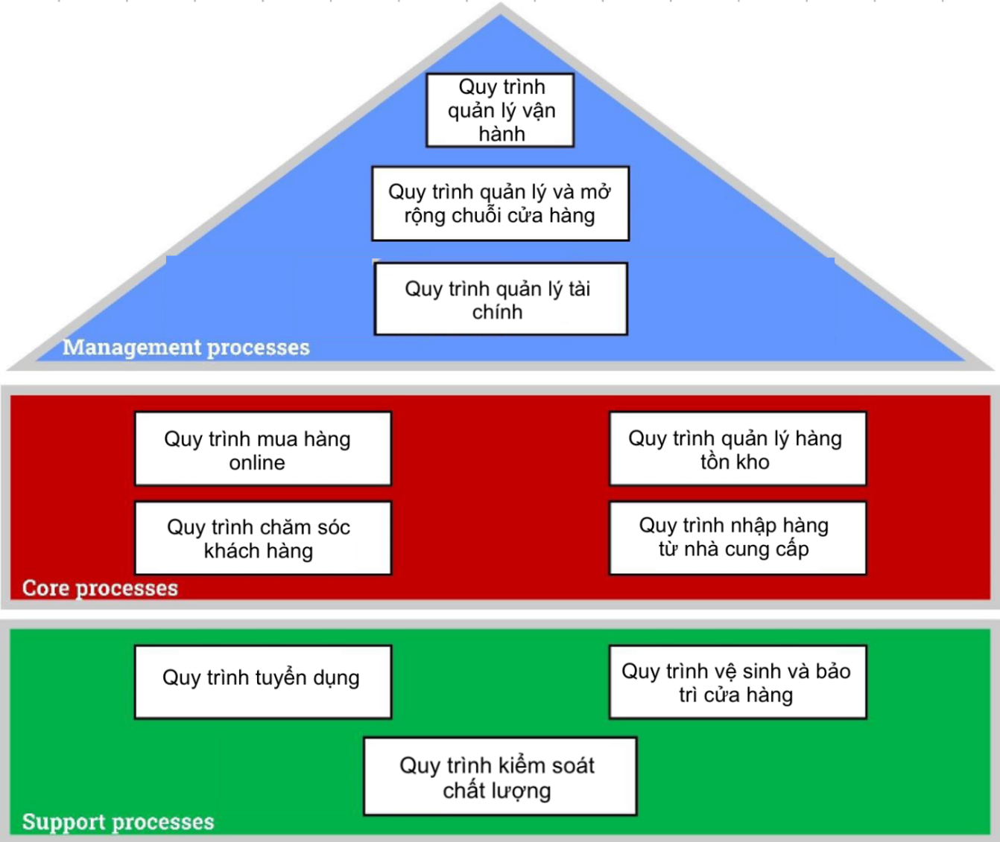 Quy trình
quản lý vận
hành
Quy trình quản lý và mở
rộng chuỗi cửa hàng
Quy trình quản lý tài
chính
Management processes
Quy trình mua hàng
online
Quy trình quản lý hàng
tồn kho
Quy trình chăm sóc
khách hàng
Quy trình nhập hàng
từ nhà cung cấp
Core processes
Quy trình tuyển dụng
Quy trình vệ sinh và bảo
trì cửa hàng
Quy trình kiểm soát
chất lượng
Support processes